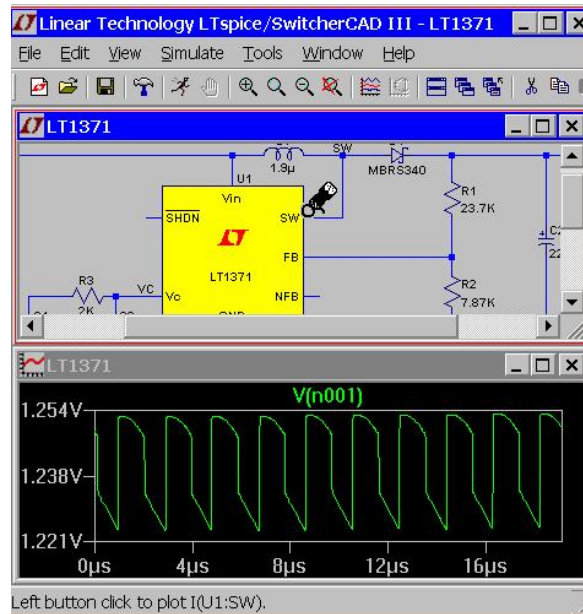 Linear Technology LTspice/SwitcherCAD III - LT1371
File Edit View Simulate Tools Window Help
LT1371
SW
1.9µ
MBRS340
U1
Vin
SHDN
SW
R1
23.7K
LT1371
FB
R3
VC
Vc
NFB
R2
7.87K
2K
LT1371
V(n001)
1.254V
1.238V
1.221V
0µs 4µs 8µs 12µs 16µs
Left button click to plot I(U1:SW).